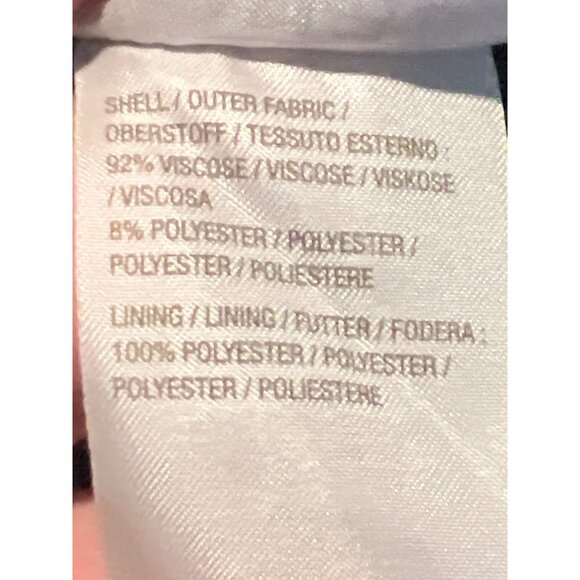 SHELL / OUTER FABRIC /
OBERSTOFF / TESSUTO ESTERNO :
92% VISCOSE / VISCOSE / VISKOSE
/ VISCOSA
8% POLYESTER / POLYESTER /
POLYESTER / POLIESTERE
LINING / LINING / FUTTER / FODERA :
100% POLYESTER / POLYESTER /
POLYESTER / POLIESTERE